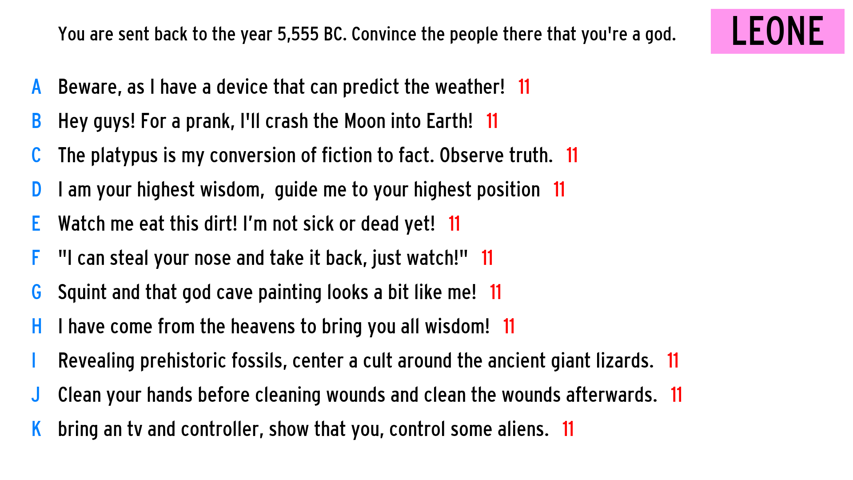 You are sent back to the year 5,555 BC. Convince the people there that you're a god.
LEONE
A Beware, as I have a device that can predict the weather! 11
B Hey guys! For a prank, I'll crash the Moon into Earth! 11
C The platypus is my conversion of fiction to fact. Observe truth. 11
D I am your highest wisdom,  guide me to your highest position 11
E Watch me eat this dirt! I’m not sick or dead yet! 11
F "I can steal your nose and take it back, just watch!" 11
G Squint and that god cave painting looks a bit like me! 11
H I have come from the heavens to bring you all wisdom! 11
I Revealing prehistoric fossils, center a cult around the ancient giant lizards. 11
J Clean your hands before cleaning wounds and clean the wounds afterwards. 11
K bring an tv and controller, show that you, control some aliens. 11